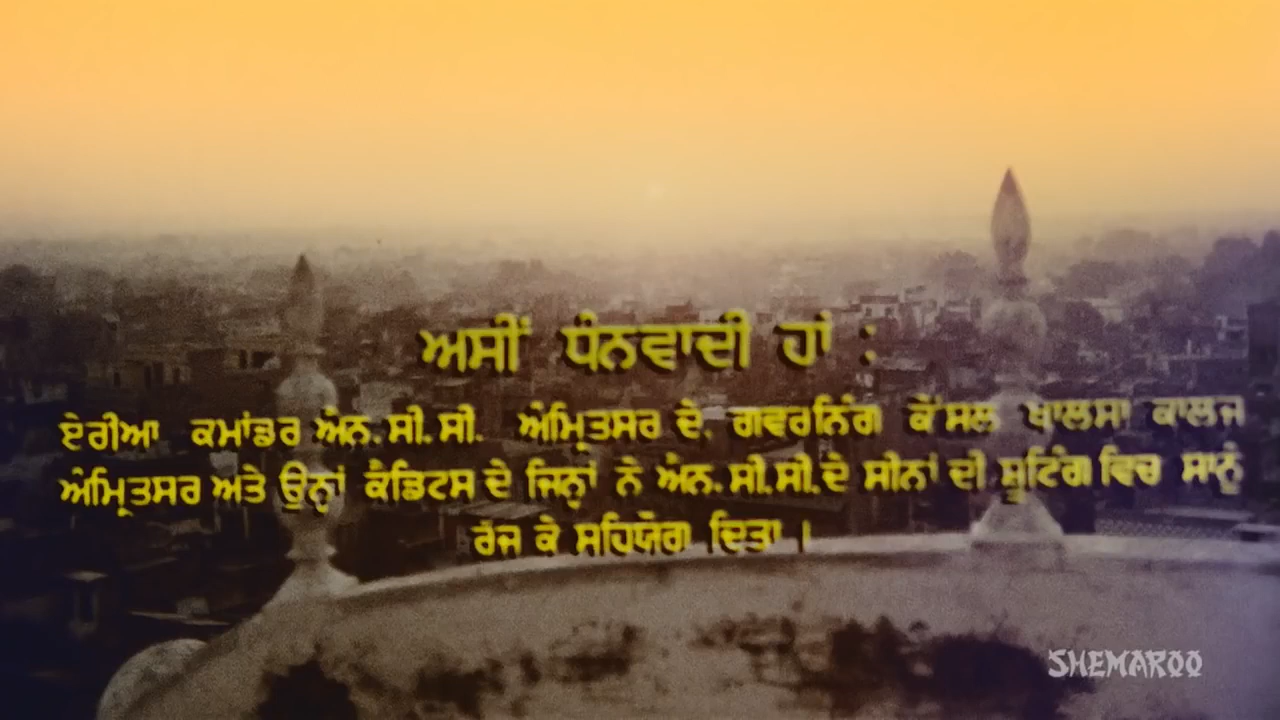 ਅਸੀਂ ਧੰਨਵਾਦੀ ਹਾਂ :
ਏਰੀਆ ਕਮਾਂਡਰ ਐਨ.ਸੀ.ਸੀ. ਅੰਮ੍ਰਿਤਸਰ ਦੇ, ਗਵਰਨਿੰਗ ਕੌਂਸਲ ਖਾਲਸਾ ਕਾਲਜ
ਅੰਮ੍ਰਿਤਸਰ ਅਤੇ ਉਨ੍ਹਾਂ ਕੈਡਿਟਸ ਦੇ ਜਿਨ੍ਹਾਂ ਨੇ ਐਨ.ਸੀ.ਸੀ.ਦੇ ਸੀਨਾਂ ਦੀ ਸ਼ੂਟਿੰਗ ਵਿਚ ਸਾਨੂੰ
ਰੱਜ ਕੇ ਸਹਿਯੋਗ ਦਿਤਾ ।
SHEMAROO